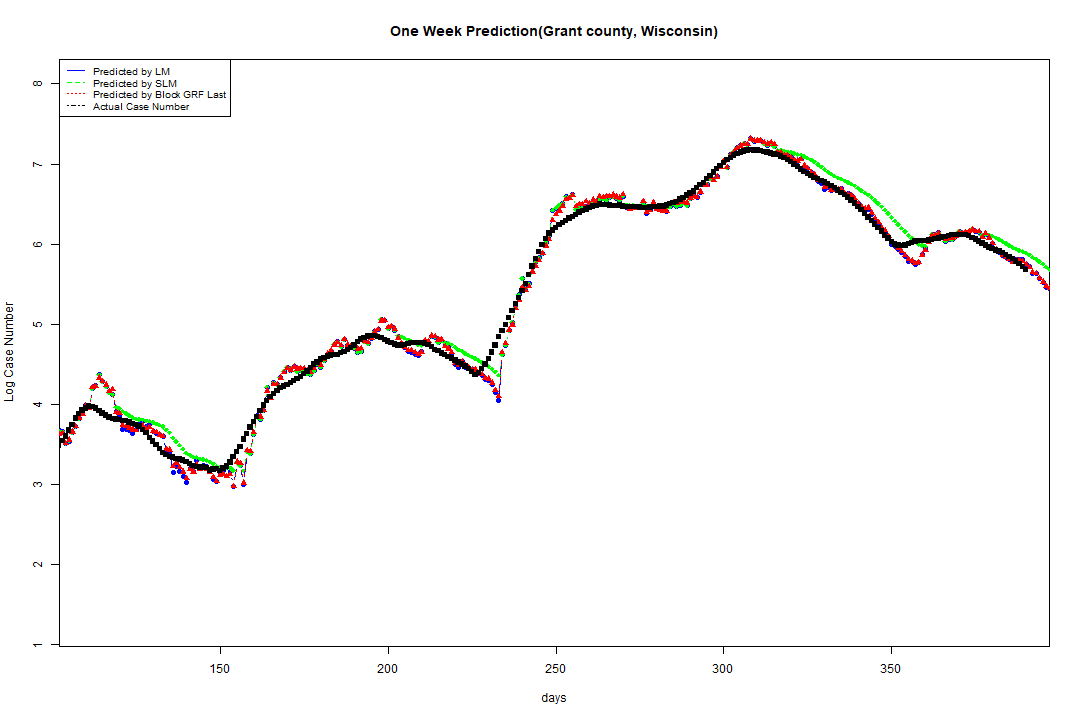 One Week Prediction(Grant county, Wisconsin)
Predicted by LM
Predicted by SLM
Predicted by Block GRF Last
Actual Case Number
8
7
6
5
4
3
2
1
Log Case Number
150
200
250
300
350
days